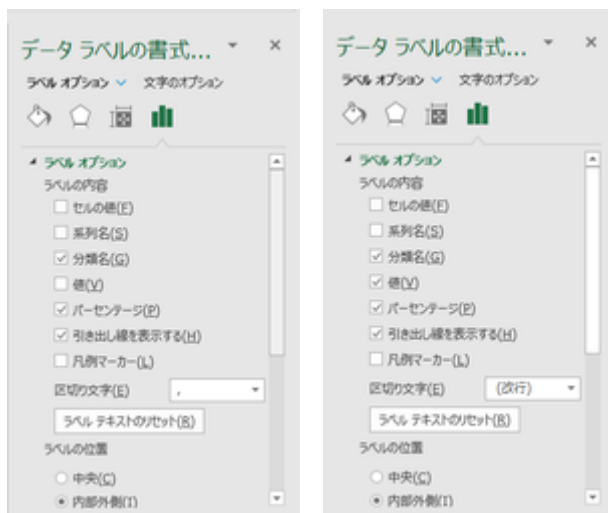 データ ラベルの書式...
ラベル オプション 文字のオプション
ラベル オプション
ラベルの内容
セルの値(F)
系列名(S)
分類名(G)
値(V)
パーセンテージ(P)
引き出し線を表示する(H)
凡例マーカー(L)
区切り文字(E) ,
ラベル テキストのリセット(R)
ラベルの位置
中央(C)
内部外側(I)
データ ラベルの書式...
ラベル オプション 文字のオプション
ラベル オプション
ラベルの内容
セルの値(F)
系列名(S)
分類名(G)
値(V)
パーセンテージ(P)
引き出し線を表示する(H)
凡例マーカー(L)
区切り文字(E) (改行)
ラベル テキストのリセット(R)
ラベルの位置
中央(C)
内部外側(I)